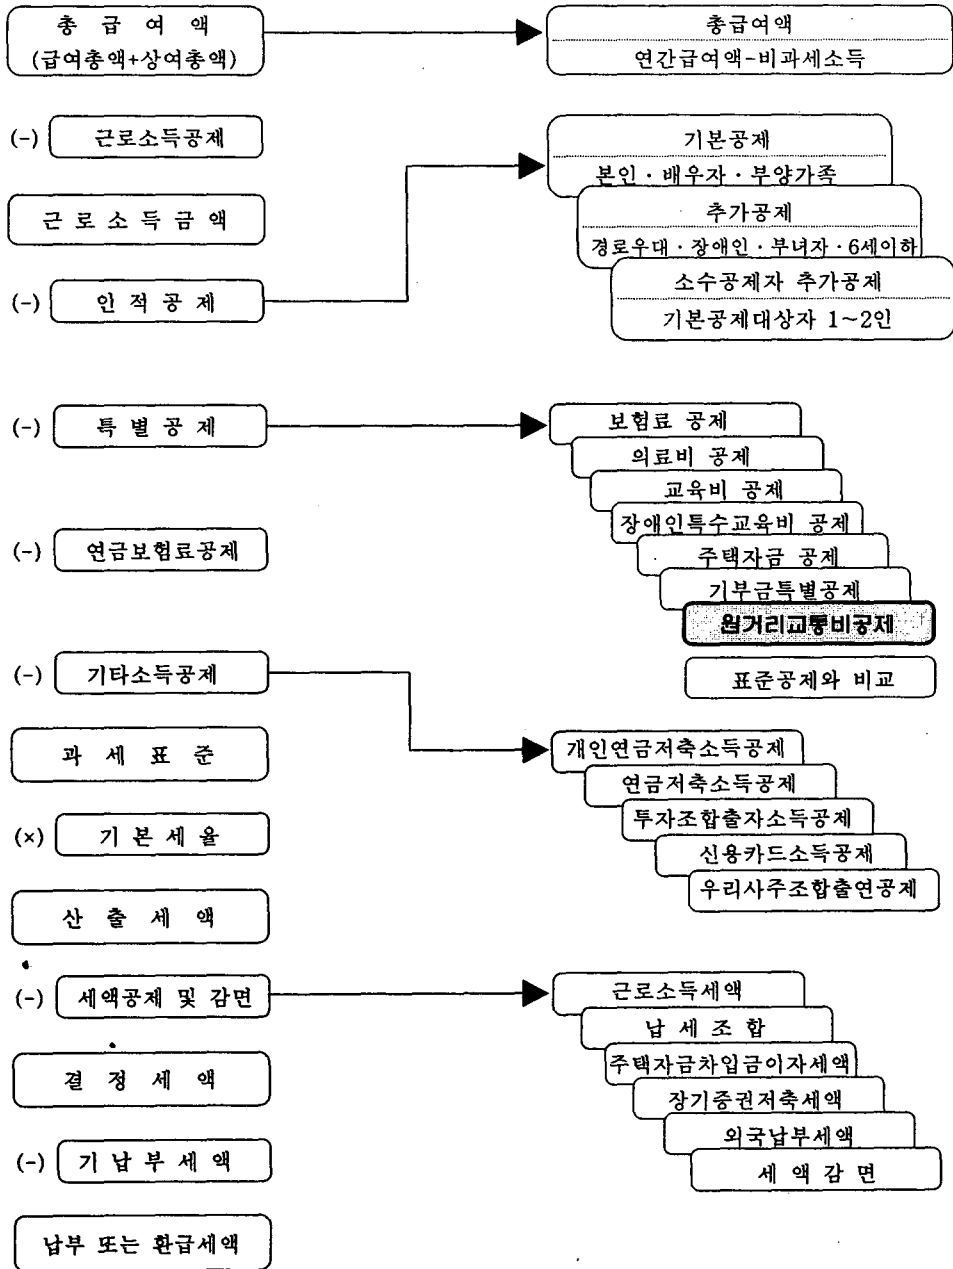 총 급 여 액
(급여총액+상여총액)
총급여액
연간급여액-비과세소득
(-) 근로소득공제
근 로 소 득 금 액
(-) 인 적 공 제
기본공제
본인·배우자·부양가족
추가공제
경로우대·장애인·부녀자·6세이하
소수공제자 추가공제
기본공제대상자 1~2인
(-) 특 별 공 제
보험료 공제
의료비 공제
교육비 공제
장애인특수교육비 공제
주택자금 공제
기부금특별공제
원거리교통비공제
표준공제와 비교
(-) 연금보험료공제
(-) 기타소득공제
개인연금저축소득공제
연금저축소득공제
투자조합출자소득공제
신용카드소득공제
우리사주조합출연공제
과 세 표 준
(×) 기 본 세 율
산 출 세 액
(-) 세액공제 및 감면
근로소득세액
납 세 조 합
주택자금차입금이자세액
장기증권저축세액
외국납부세액
세 액 감 면
결 정 세 액
(-) 기 납 부 세 액
납부 또는 환급세액